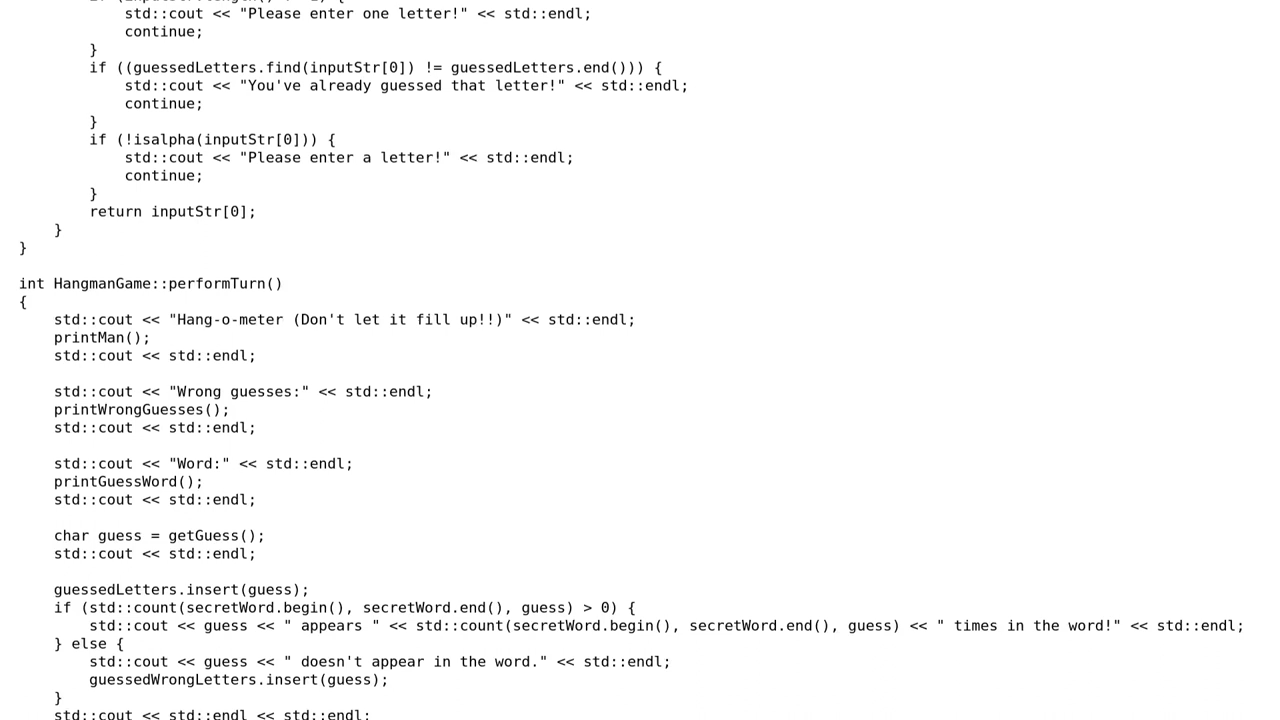 std::cout << "Please enter one letter!" << std::endl;
            continue;
        }
        if ((guessedLetters.find(inputStr[0]) != guessedLetters.end())) {
            std::cout << "You've already guessed that letter!" << std::endl;
            continue;
        }
        if (!isalpha(inputStr[0])) {
            std::cout << "Please enter a letter!" << std::endl;
            continue;
        }
        return inputStr[0];
    }
}

int HangmanGame::performTurn()
{
    std::cout << "Hang-o-meter (Don't let it fill up!!)" << std::endl;
    printMan();
    std::cout << std::endl;

    std::cout << "Wrong guesses:" << std::endl;
    printWrongGuesses();
    std::cout << std::endl;

    std::cout << "Word:" << std::endl;
    printGuessWord();
    std::cout << std::endl;

    char guess = getGuess();
    std::cout << std::endl;

    guessedLetters.insert(guess);
    if (std::count(secretWord.begin(), secretWord.end(), guess) > 0) {
        std::cout << guess << " appears " << std::count(secretWord.begin(), secretWord.end(), guess) << " times in the word!" << std::endl;
    } else {
        std::cout << guess << " doesn't appear in the word." << std::endl;
        guessedWrongLetters.insert(guess);
    }
    std::cout << std::endl << std::endl;